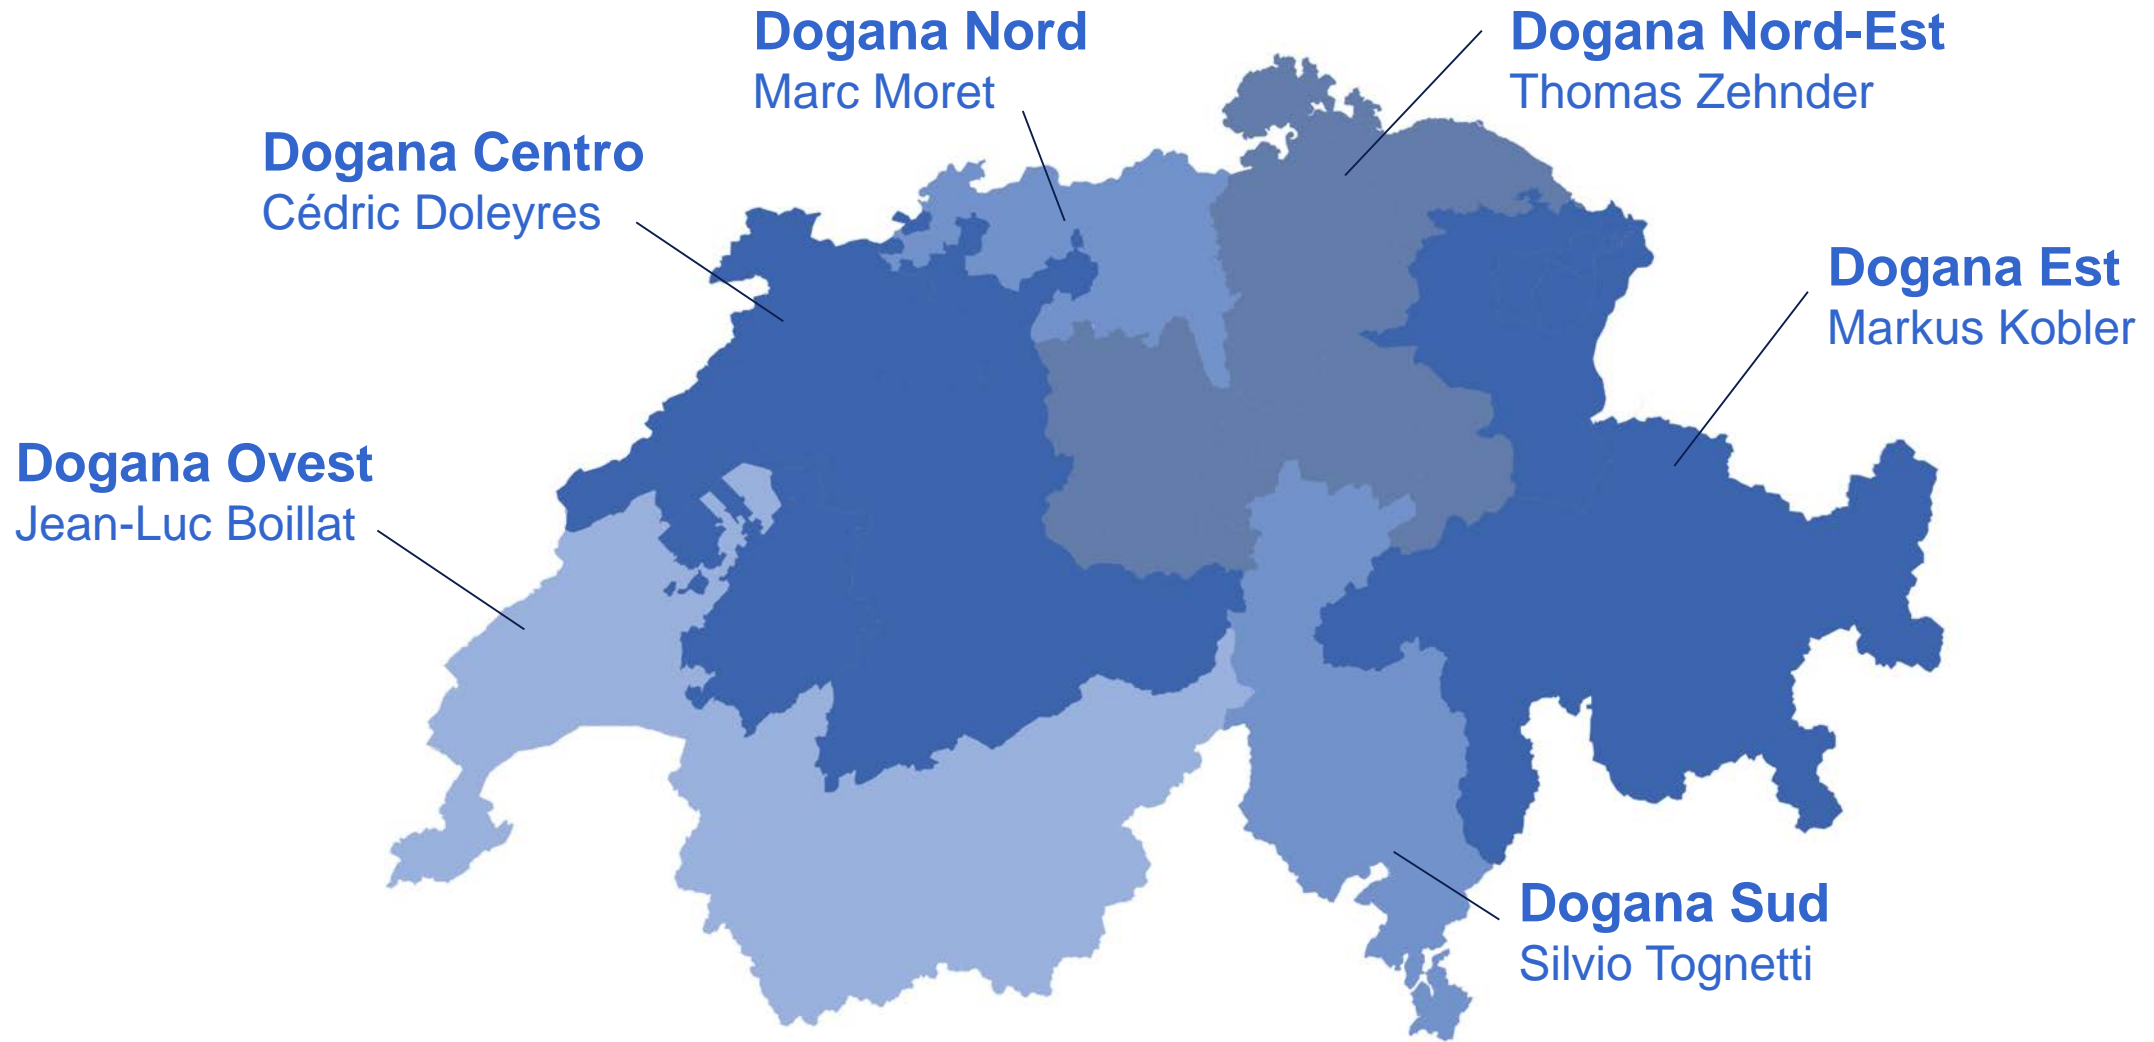 Dogana Nord
Marc Moret
Dogana Nord-Est
Thomas Zehnder
Dogana Centro
Cédric Doleyres
Dogana Est
Markus Kobler
Dogana Ovest
Jean-Luc Boillat
Dogana Sud
Silvio Tognetti